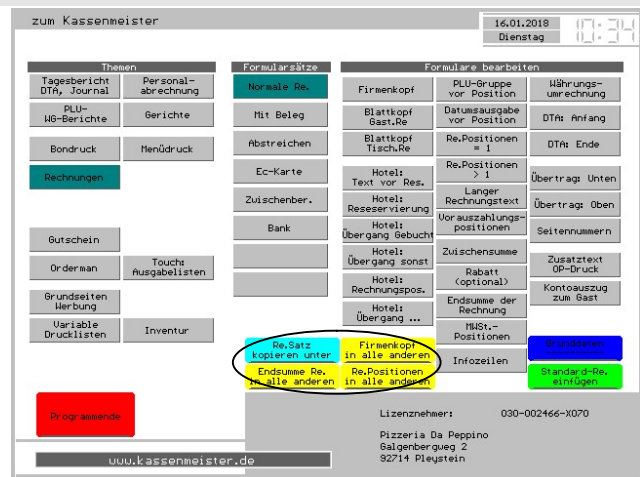 zum Kassenmeister
16.01.2018
Dienstag
10:34
Themen
Tagesbericht
DTA, Journal
Personal-
abrechnung
PLU-
WG-Berichte
Gerichte
Bondruck
Menüdruck
Rechnungen
Gutschein
Orderman
Touch:
Ausgabelisten
Grundseiten
Werbung
Variable
Drucklisten
Inventur
Programmende
Formularsätze
Normale Re.
Mit Beleg
Abstreichen
Ec-Karte
Zwischenber.
Bank
Formulare bearbeiten
Firmenkopf
Blattkopf
Gast.Re
Blattkopf
Tisch.Re
Hotel:
Text vor Res.
Hotel:
Reseservierung
Hotel:
Übergang Gebucht
Hotel:
Übergang sonst
Hotel:
Rechnungspos.
Hotel:
Übergang ...
PLU-Gruppe
vor Position
Datumsausgabe
vor Position
Re.Positionen
= 1
Re.Positionen
> 1
Langer
Rechnungstext
Vorauszahlungs-
positionen
Zwischensumme
Rabatt
(optional)
Endsumme der
Rechnung
MWSt.-
Positionen
Infozeilen
Währungs-
umrechnung
DTA: Anfang
DTA: Ende
Übertrag: Unten
Übertrag: Oben
Seitennummern
Zusatztext
OP-Druck
Kontoauszug
zum Gast
Grunddaten
Standard-Re.
einfügen
Re.Satz
kopieren unter
Firmenkopf
in alle anderen
Endsumme Re.
in alle anderen
Re.Positionen
in alle anderen
Lizenznehmer: 030-002466-X070
Pizzeria Da Peppino
Galgenbergweg 2
92714 Pleystein
www.kassenmeister.de